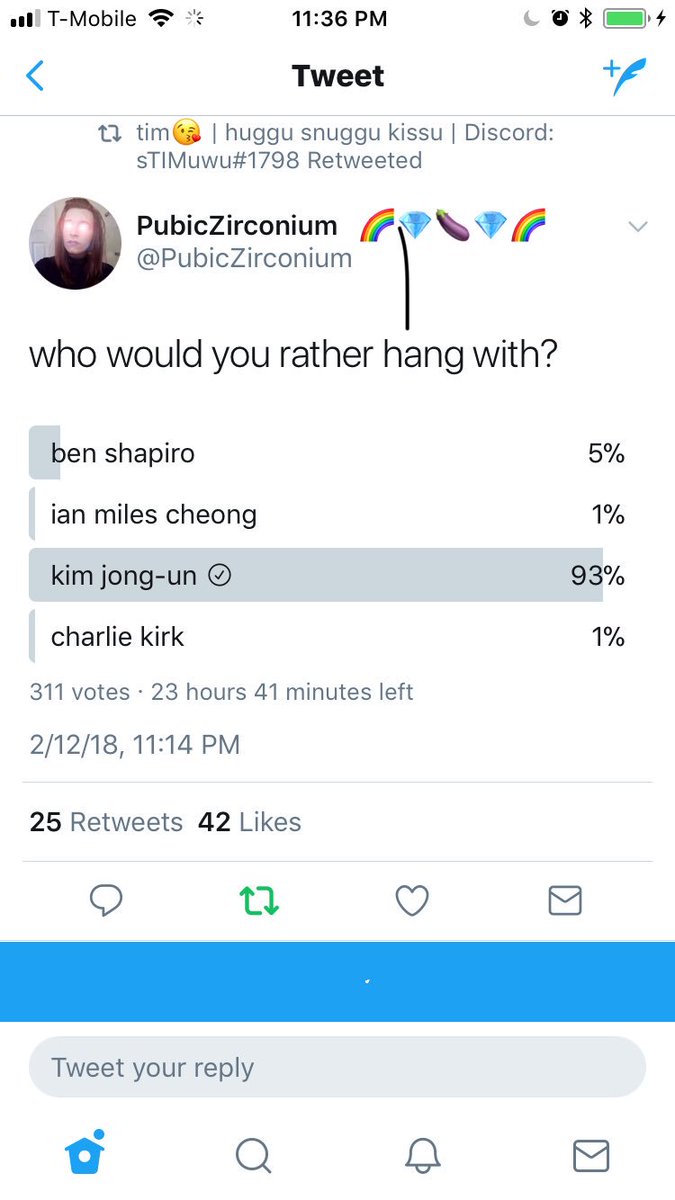 T-Mobile 11:36 PM
Tweet
tim😘 | huggu snuggu kissu | Discord:
sTIMuwu#1798 Retweeted
PubicZirconium 🌈💎🍆💎🌈
@PubicZirconium
who would you rather hang with?
ben shapiro 5%
ian miles cheong 1%
kim jong-un 93%
charlie kirk 1%
311 votes · 23 hours 41 minutes left
2/12/18, 11:14 PM
25 Retweets 42 Likes
Tweet your reply